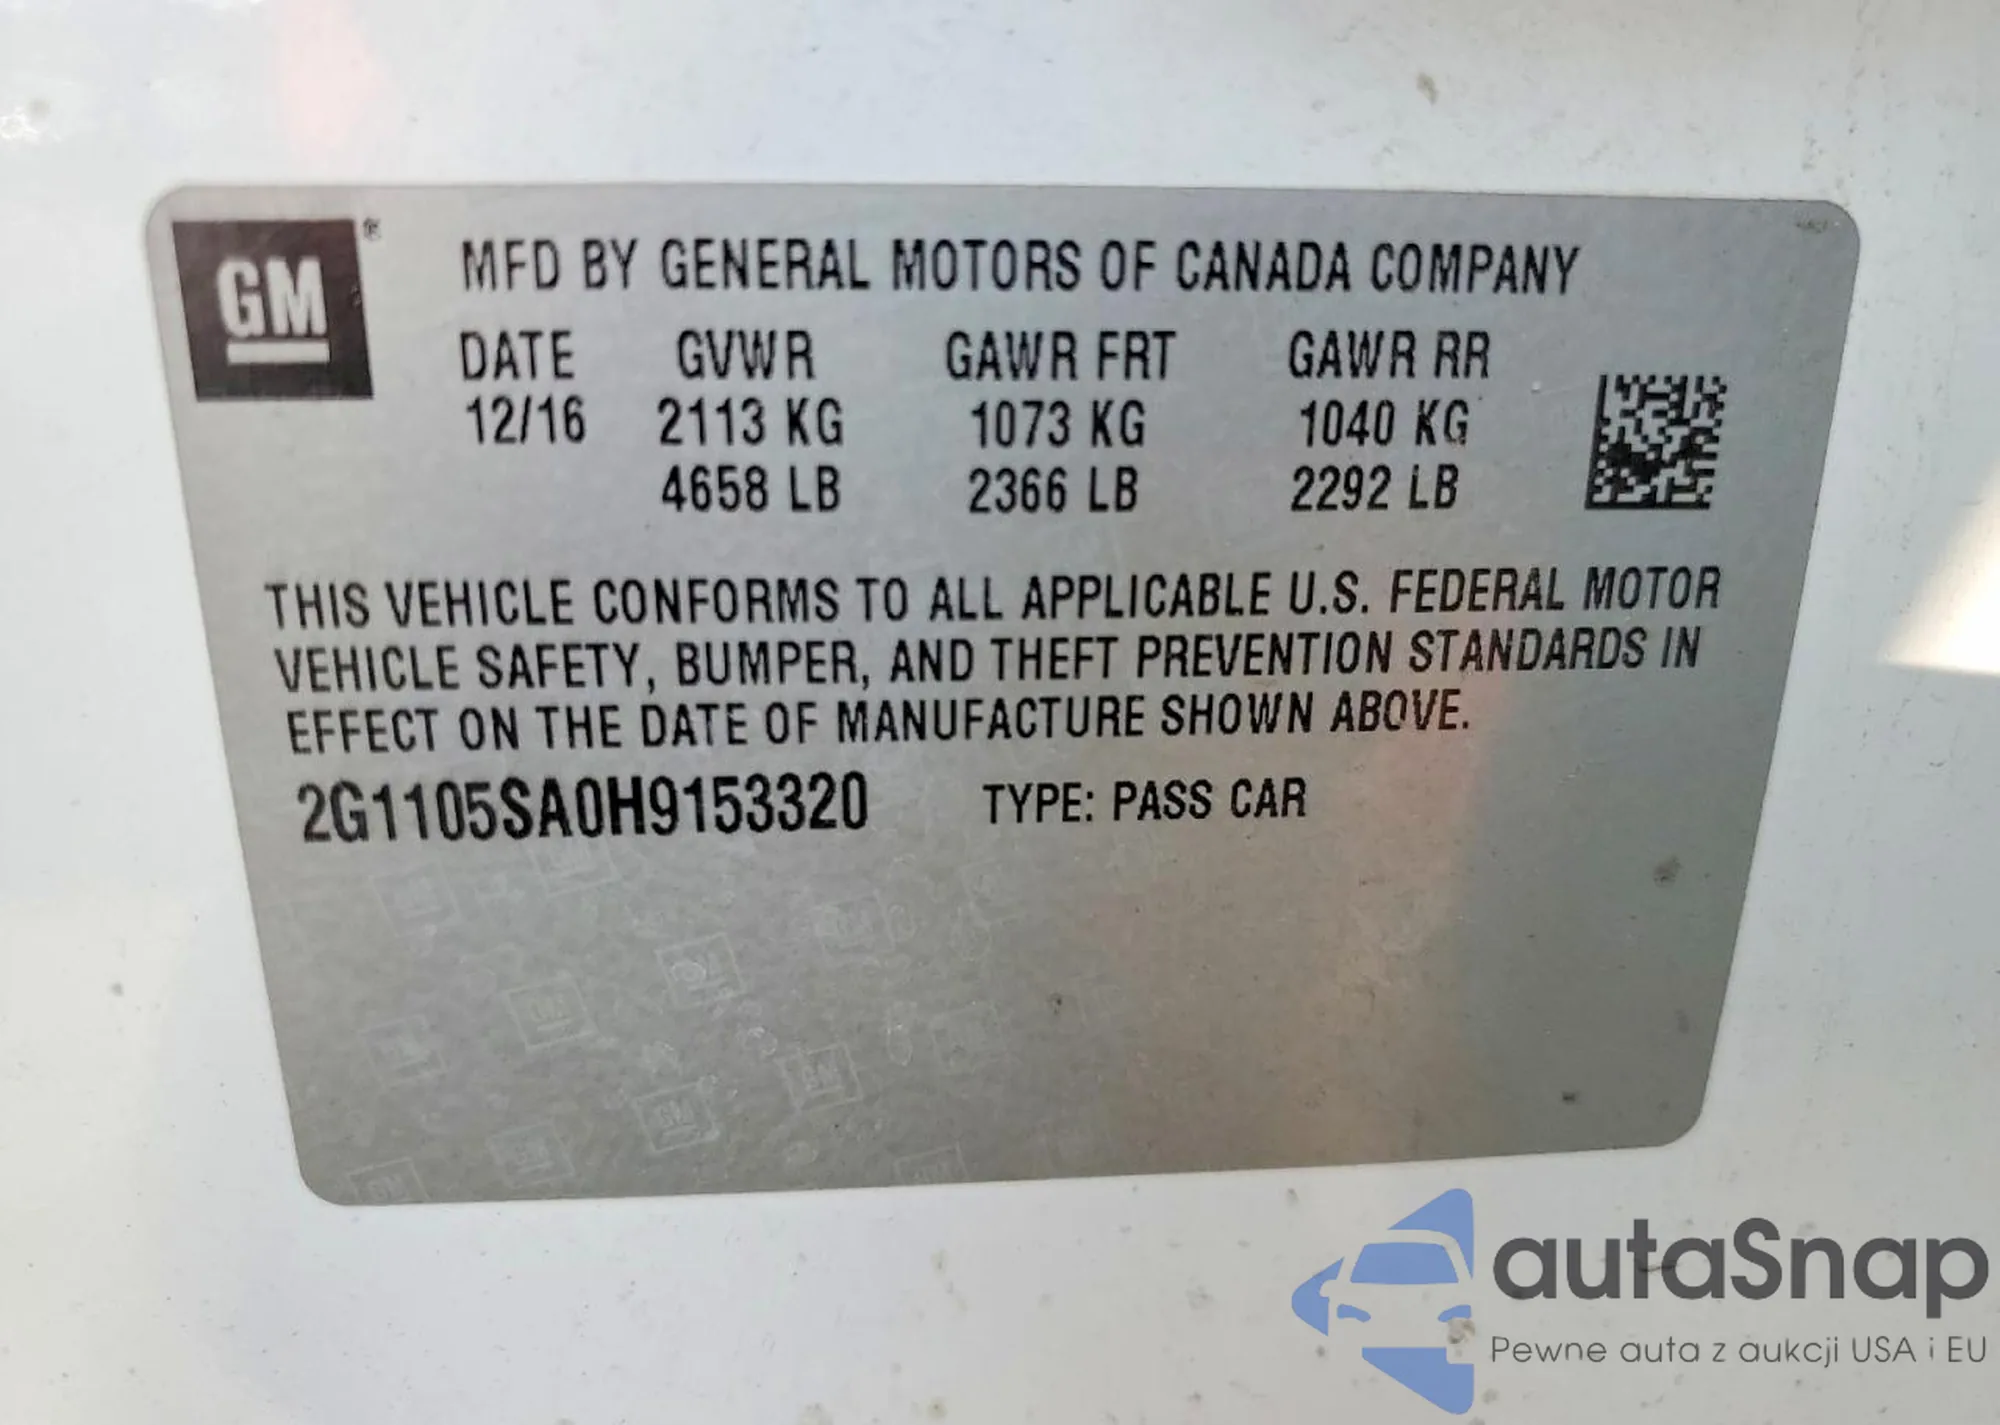 GM ®
MFD BY GENERAL MOTORS OF CANADA COMPANY
DATE GVWR GAWR FRT GAWR RR
12/16 2113 KG 1073 KG 1040 KG
4658 LB 2366 LB 2292 LB
THIS VEHICLE CONFORMS TO ALL APPLICABLE U.S. FEDERAL MOTOR
VEHICLE SAFETY, BUMPER, AND THEFT PREVENTION STANDARDS IN
EFFECT ON THE DATE OF MANUFACTURE SHOWN ABOVE.
2G1105SA0H9153320 TYPE: PASS CAR
autaSnap
Pewne auta z aukcji USA i EU